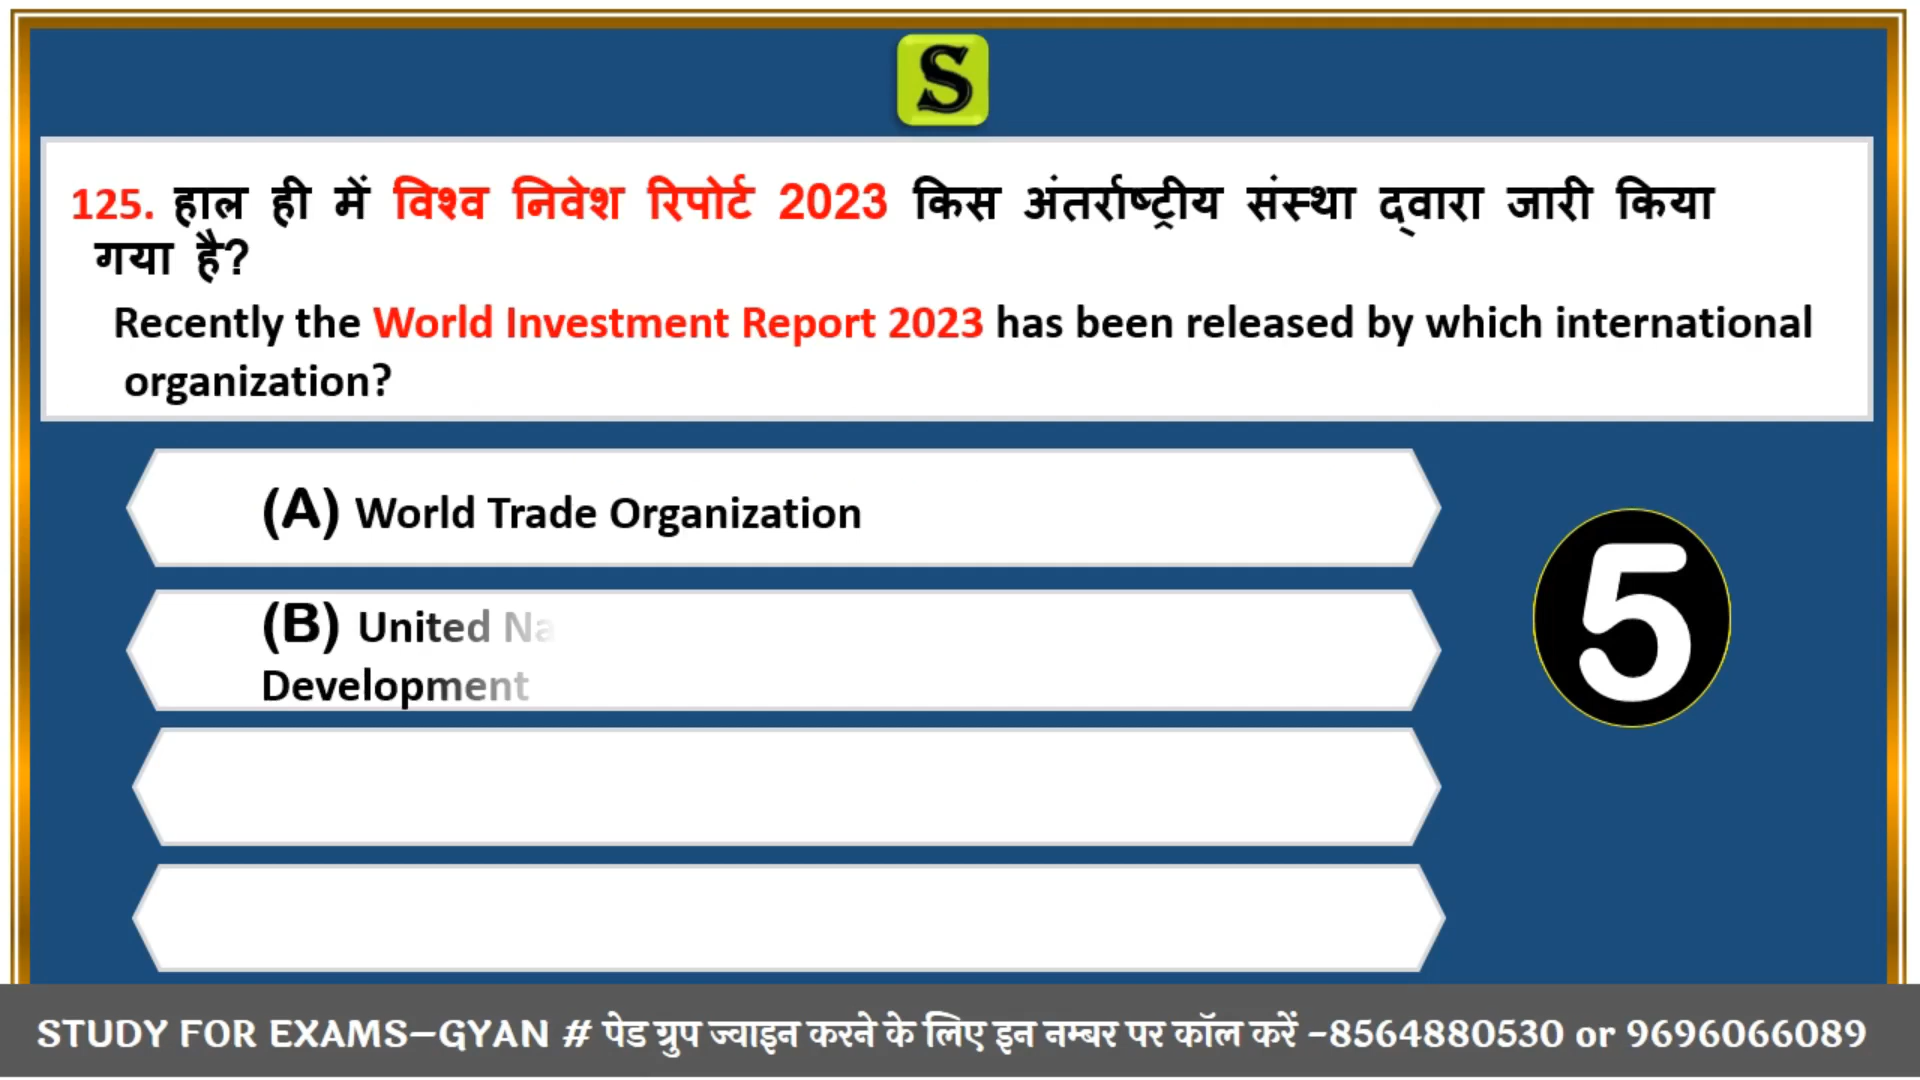 S
125. हाल ही में विश्व निवेश रिपोर्ट 2023 किस अंतर्राष्ट्रीय संस्था द्वारा जारी किया
गया है?
Recently the World Investment Report 2023 has been released by which international
organization?
(A) World Trade Organization
(B) United Na
Development
5
STUDY FOR EXAMS–GYAN # पेड ग्रुप ज्वाइन करने के लिए इन नम्बर पर कॉल करें –8564880530 or 9696066089